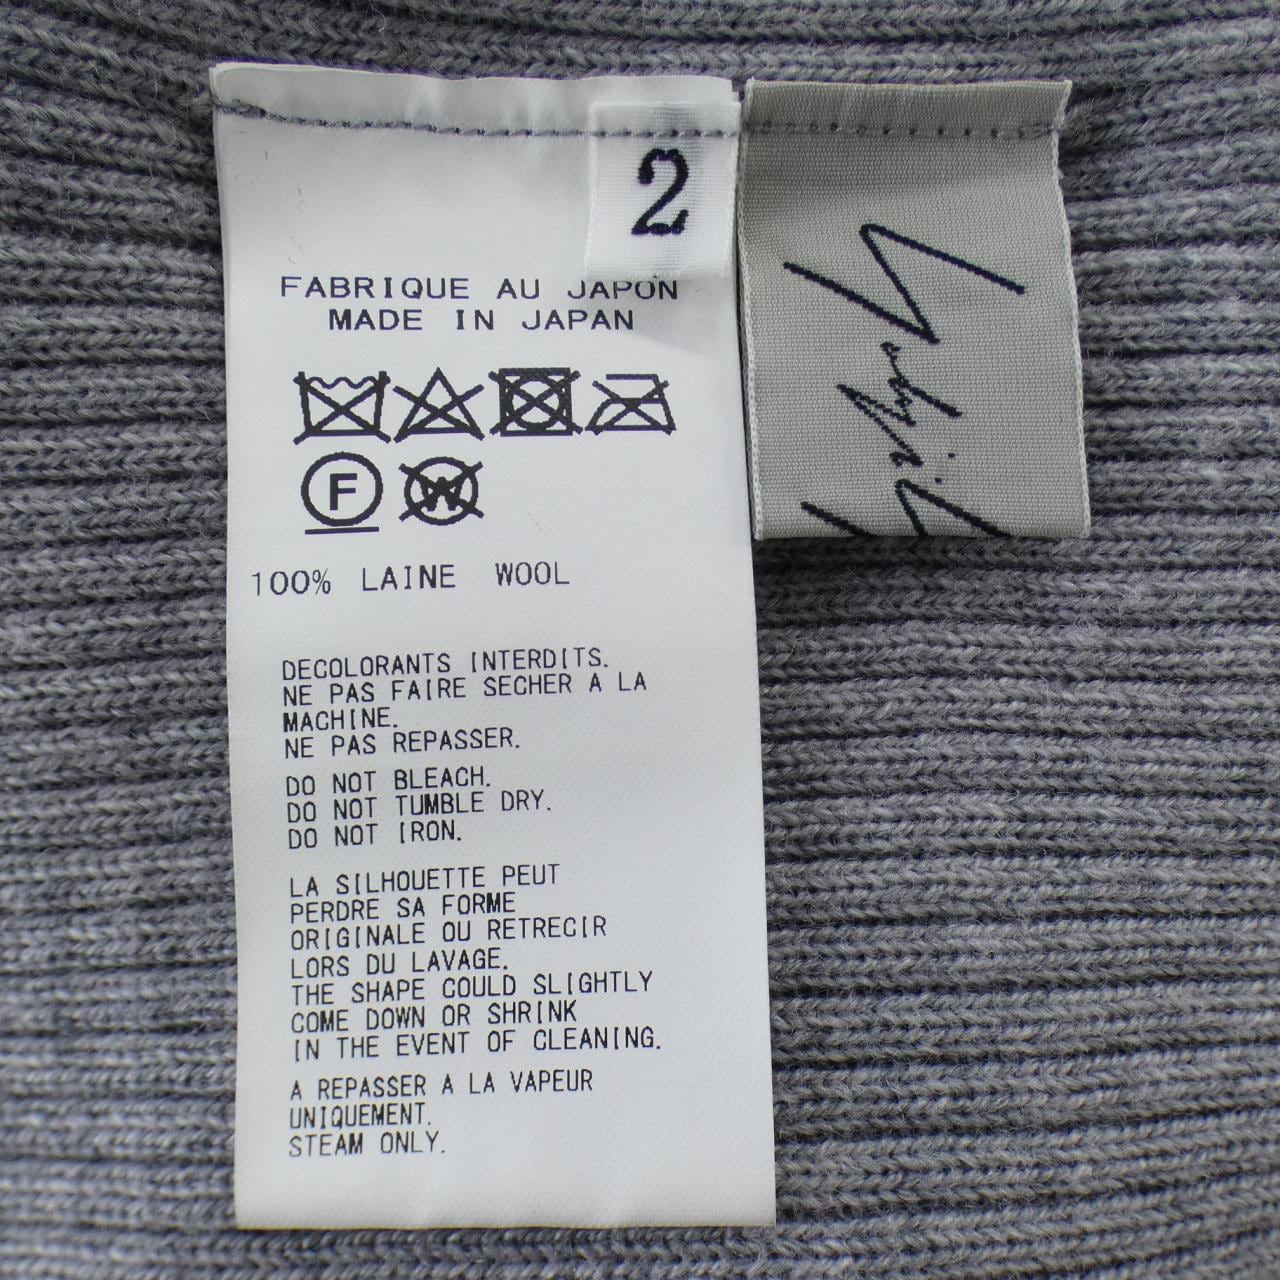 2
FABRIQUE AU JAPON
MADE IN JAPAN
F
W
100% LAINE WOOL
DECOLORANTS INTERDITS.
NE PAS FAIRE SECHER A LA
MACHINE.
NE PAS REPASSER.
DO NOT BLEACH.
DO NOT TUMBLE DRY.
DO NOT IRON.
LA SILHOUETTE PEUT
PERDRE SA FORME
ORIGINALE OU RETRECIR
LORS DU LAVAGE.
THE SHAPE COULD SLIGHTLY
COME DOWN OR SHRINK
IN THE EVENT OF CLEANING.
A REPASSER A LA VAPEUR
UNIQUEMENT.
STEAM ONLY.